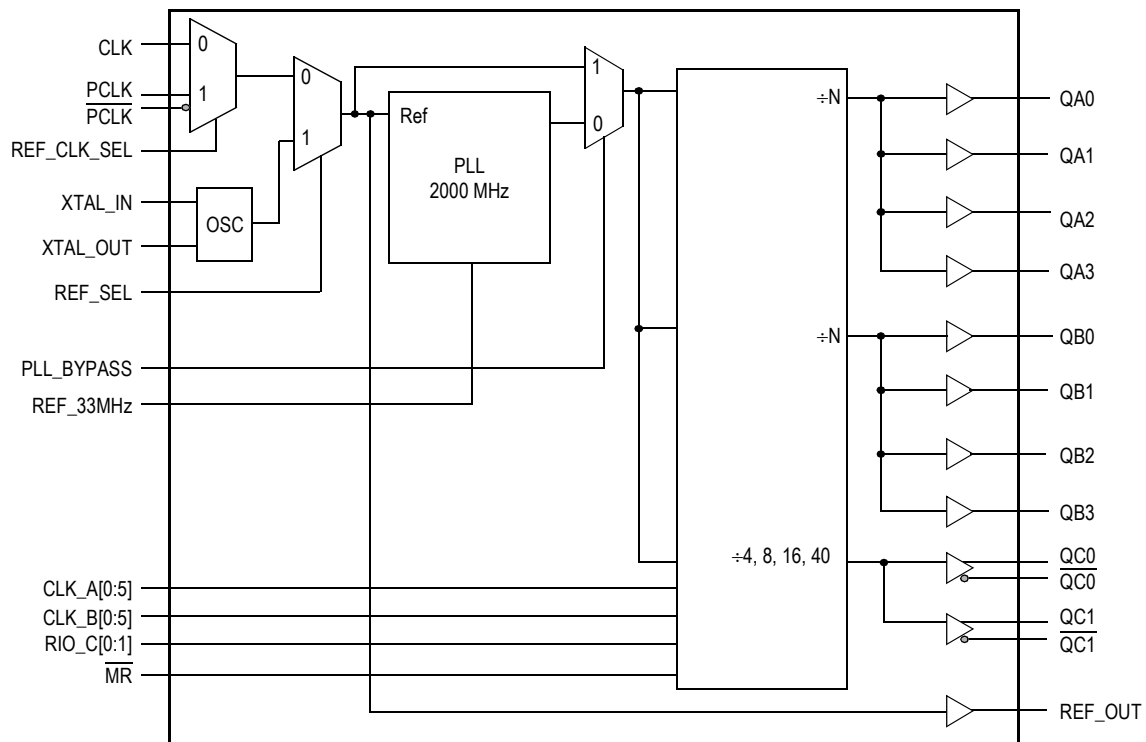 CLK
0
PCLK
1
PCLK
REF_CLK_SEL
0
1
XTAL_IN
OSC
XTAL_OUT
REF_SEL
Ref
PLL
2000 MHz
1
0
PLL_BYPASS
REF_33MHz
CLK_A[0:5]
CLK_B[0:5]
RIO_C[0:1]
MR
÷N
÷N
÷4, 8, 16, 40
QA0
QA1
QA2
QA3
QB0
QB1
QB2
QB3
QC0
QC0
QC1
QC1
REF_OUT